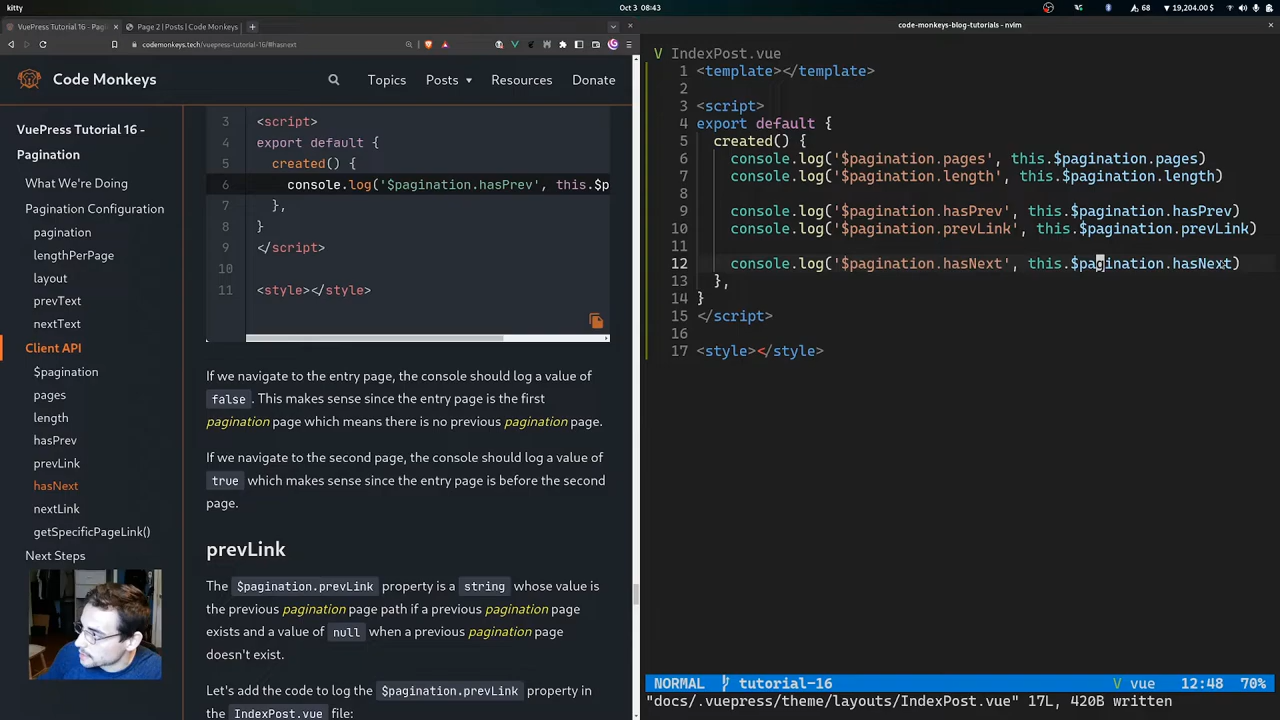 kitty
Oct 3 08:43
68
19,204.00 $
VuePress Tutorial 16 - Pagi
Page 2 | Posts | Code Monkeys
codemonkeys.tech/vuepress-tutorial-16/#hasnext
code-monkeys-blog-tutorials - nvim
Code Monkeys
Topics
Posts
Resources
Donate
VuePress Tutorial 16 -
Pagination
What We're Doing
Pagination Configuration
pagination
lengthPerPage
layout
prevText
nextText
Client API
$pagination
pages
length
hasPrev
prevLink
hasNext
nextLink
getSpecificPageLink()
Next Steps
3 <script>
4 export default {
5 created() {
6 console.log('$pagination.hasPrev', this.$p
7 },
8 }
9 </script>
10
11 <style></style>
If we navigate to the entry page, the console should log a value of
false . This makes sense since the entry page is the first
pagination page which means there is no previous pagination page.
If we navigate to the second page, the console should log a value of
true which makes sense since the entry page is before the second
page.
prevLink
The $pagination.prevLink property is a string whose value is
the previous pagination page path if a previous pagination page
exists and a value of null when a previous pagination page
doesn't exist.
Let's add the code to log the $pagination.prevLink property in
the IndexPost.vue file:
IndexPost.vue
1 <template></template>
2
3 <script>
4 export default {
5 created() {
6 console.log('$pagination.pages', this.$pagination.pages)
7 console.log('$pagination.length', this.$pagination.length)
8
9 console.log('$pagination.hasPrev', this.$pagination.hasPrev)
10 console.log('$pagination.prevLink', this.$pagination.prevLink)
11
12 console.log('$pagination.hasNext', this.$pagination.hasNext)
13 },
14 }
15 </script>
16
17 <style></style>
NORMAL tutorial-16 vue 12:48 70%
"docs/.vuepress/theme/layouts/IndexPost.vue" 17L, 420B written